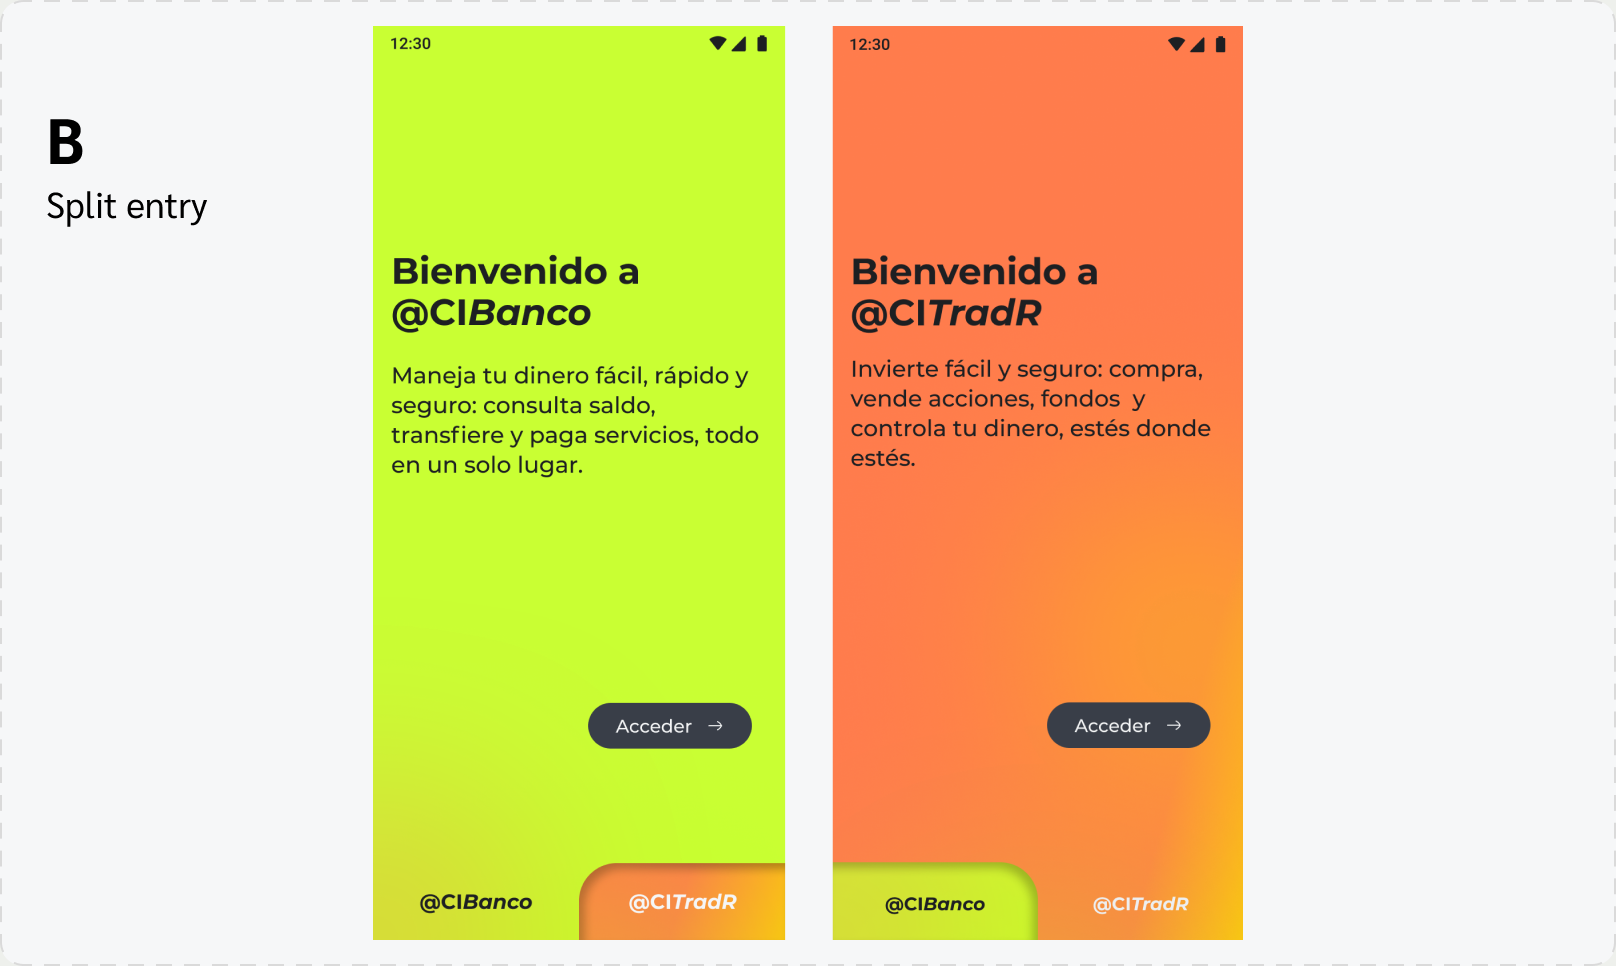 B
Split entry
12:30
Bienvenido a
@CIBanco
Maneja tu dinero fácil, rápido y
seguro: consulta saldo,
transfiere y paga servicios, todo
en un solo lugar.
Acceder
@CIBanco
@CITradR
12:30
Bienvenido a
@CITradR
Invierte fácil y seguro: compra,
vende acciones, fondos  y
controla tu dinero, estés donde
estés.
Acceder
@CIBanco
@CITradR